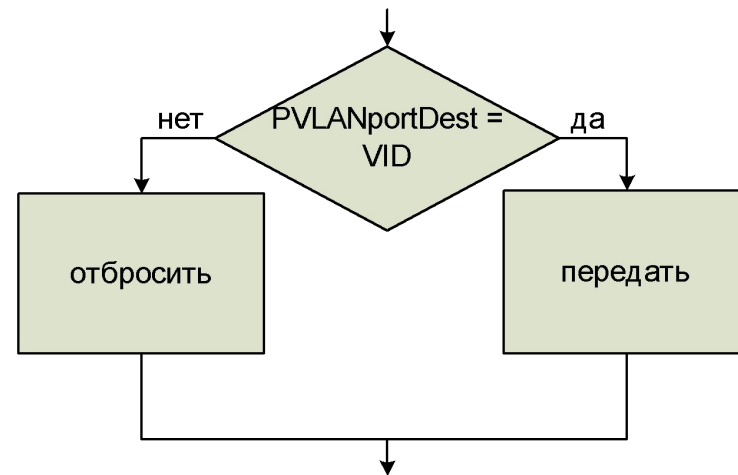 нет
PVLANportDest =
VID
да
отбросить
передать